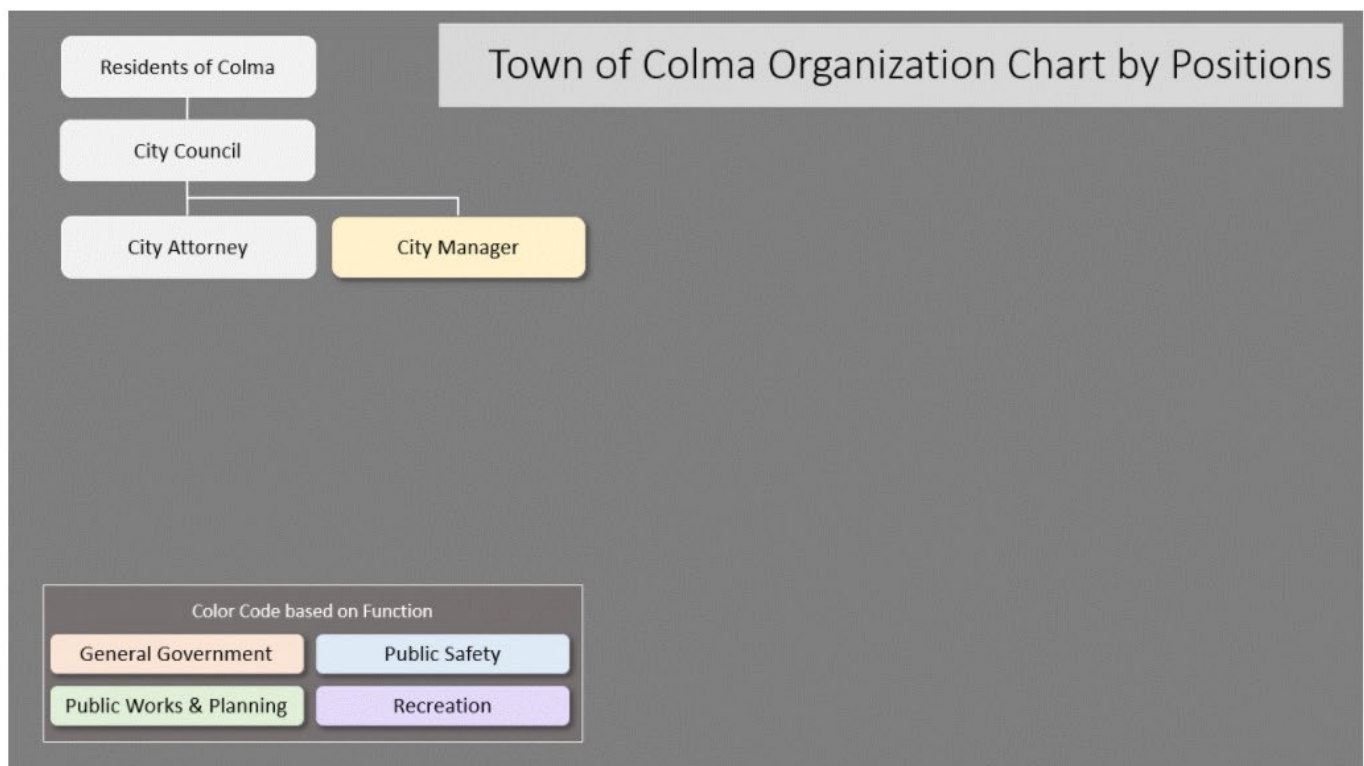 Town of Colma Organization Chart by Positions
Residents of Colma
City Council
City Attorney
City Manager
Color Code based on Function
General Government
Public Safety
Public Works & Planning
Recreation